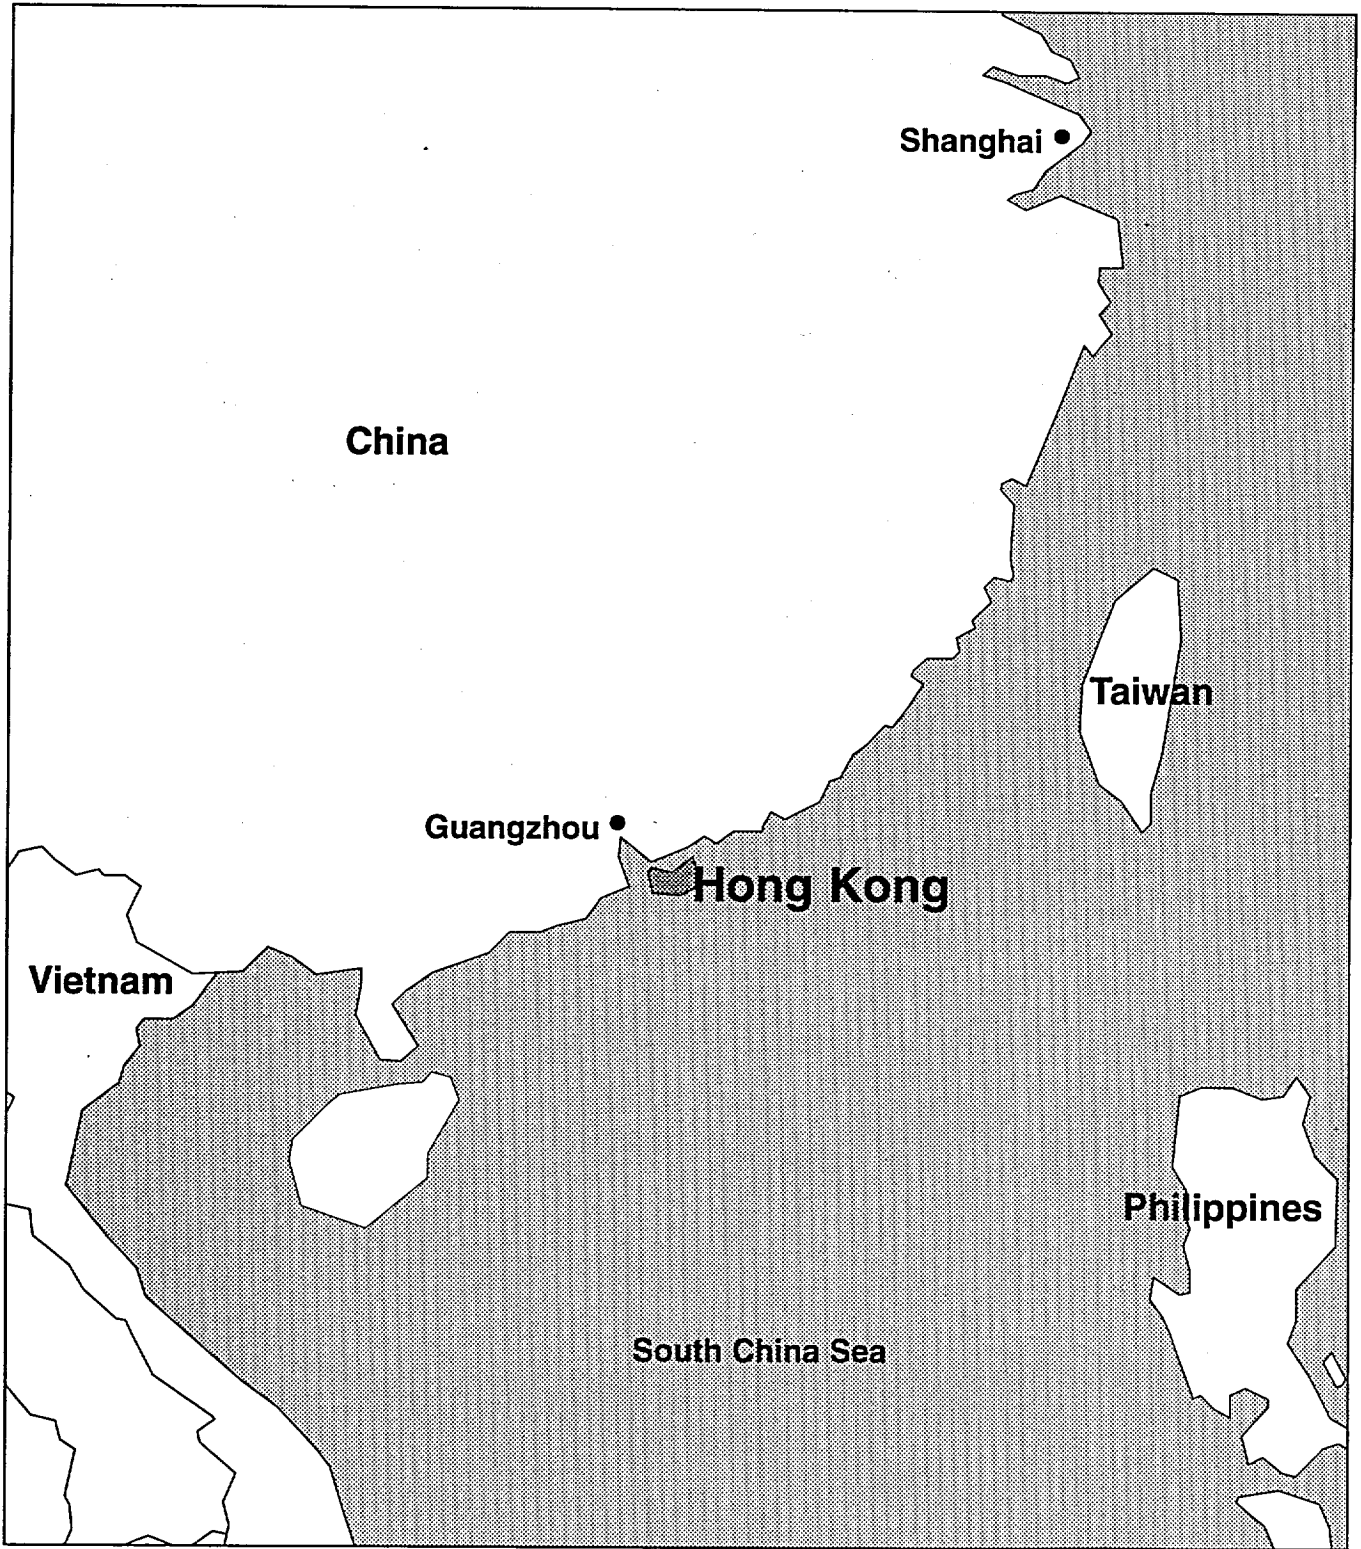 Shanghai
China
Taiwan
Guangzhou
Hong Kong
Vietnam
Philippines
South China Sea